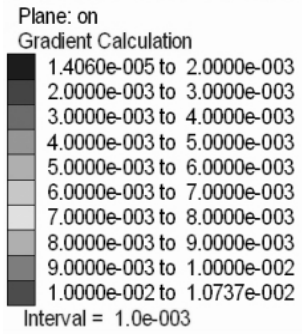 Plane: on
Gradient Calculation
1.4060e-005 to 2.0000e-003
2.0000e-003 to 3.0000e-003
3.0000e-003 to 4.0000e-003
4.0000e-003 to 5.0000e-003
5.0000e-003 to 6.0000e-003
6.0000e-003 to 7.0000e-003
7.0000e-003 to 8.0000e-003
8.0000e-003 to 9.0000e-003
9.0000e-003 to 1.0000e-002
1.0000e-002 to 1.0737e-002
Interval = 1.0e-003